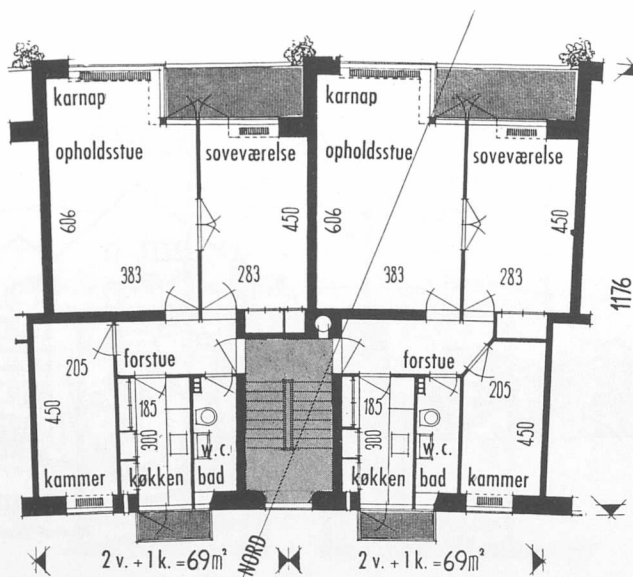 karnap
karnap
opholdsstue
soveværelse
opholdsstue
soveværelse
606
450
606
450
383
283
383
283
1176
205
forstue
forstue
205
450
185
300
w.c.
185
300
w.c.
450
kammer
køkken
bad
køkken
bad
kammer
2 v. + 1 k. = 69 m²
NORD
2 v. + 1 k. = 69 m²